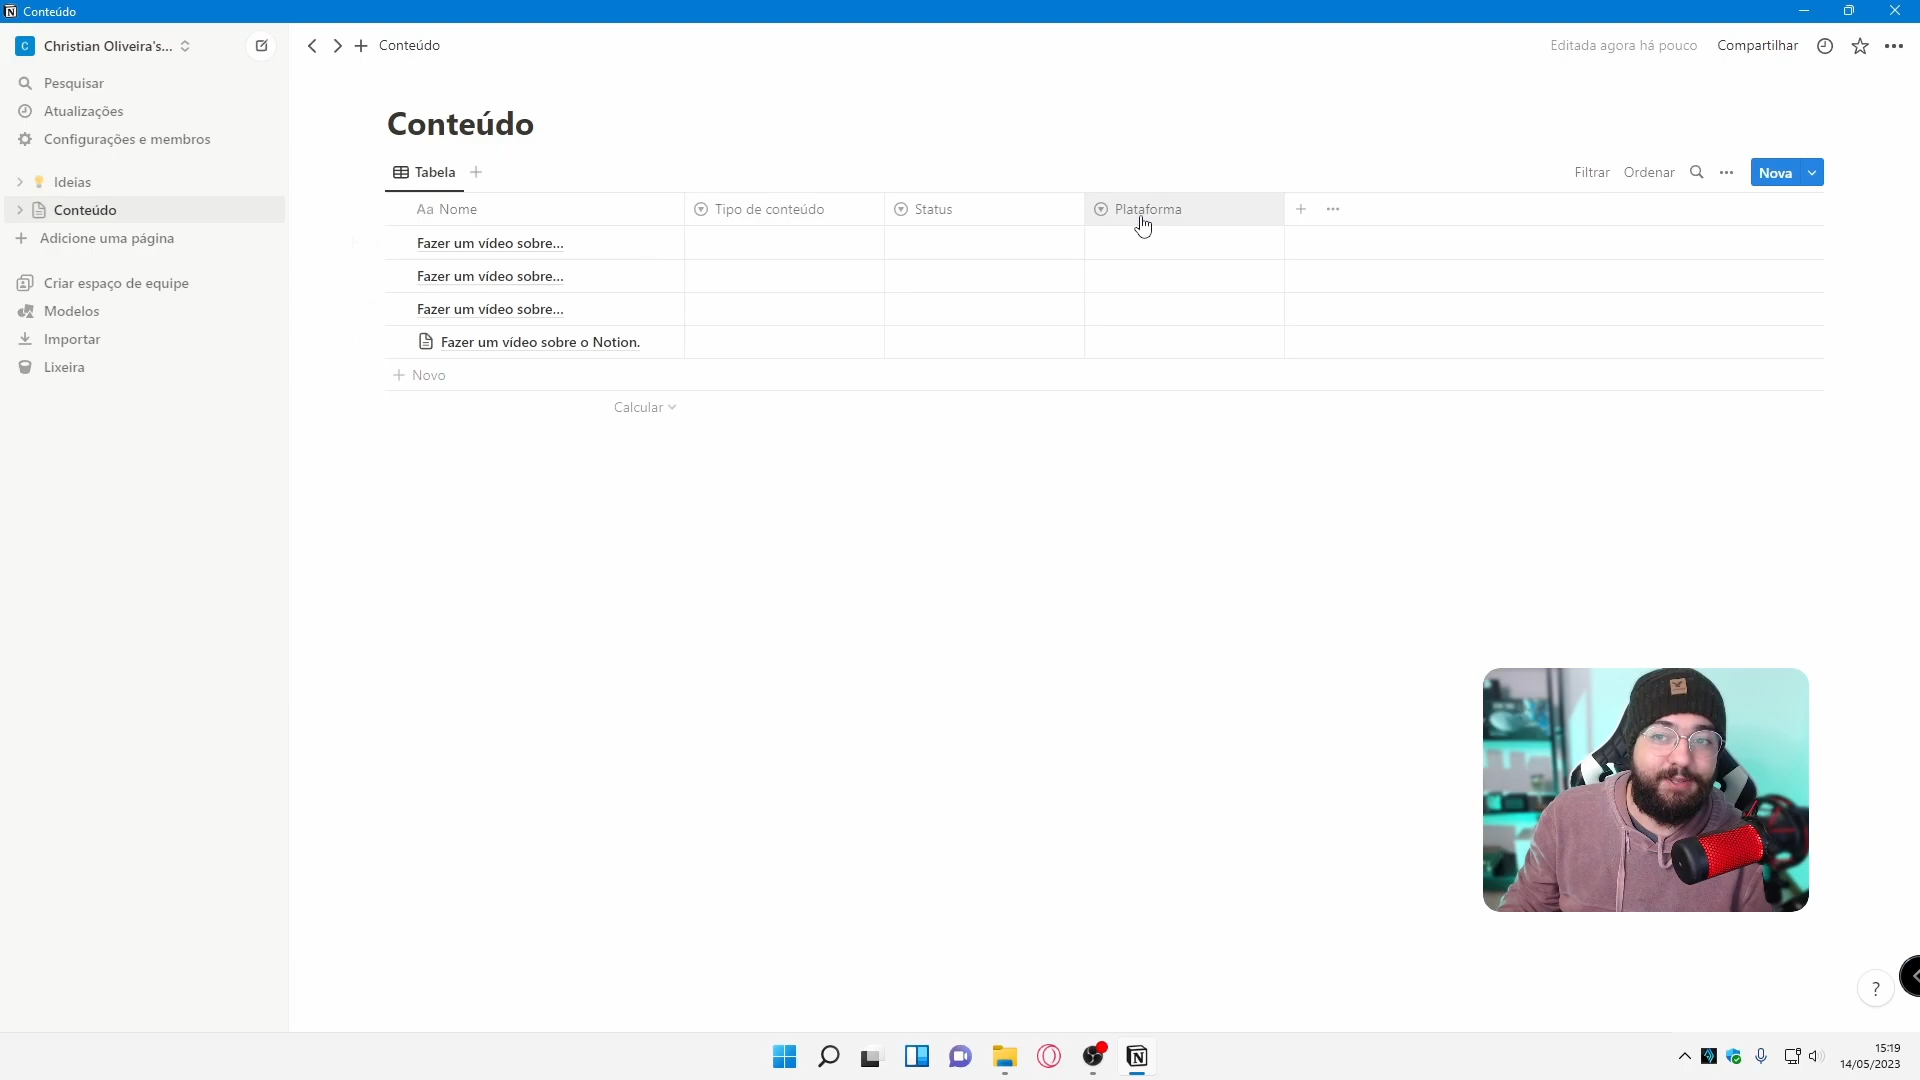 Conteúdo
C Christian Oliveira's...
Conteúdo
Editada agora há pouco
Compartilhar
Pesquisar
Atualizações
Configurações e membros
Ideias
Conteúdo
Adicione uma página
Criar espaço de equipe
Modelos
Importar
Lixeira
Conteúdo
Tabela
Filtrar Ordenar Nova
Aa Nome Tipo de conteúdo Status Plataforma
Fazer um vídeo sobre...
Fazer um vídeo sobre...
Fazer um vídeo sobre...
Fazer um vídeo sobre o Notion.
Novo
Calcular
?
15:19
14/05/2023